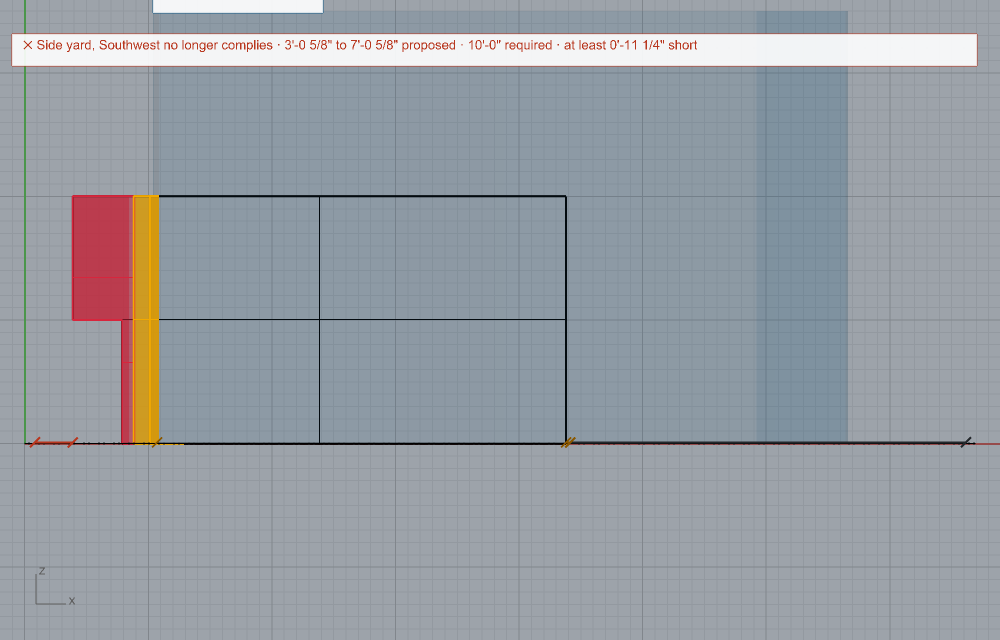 × Side yard, Southwest no longer complies · 3'-0 5/8" to 7'-0 5/8" proposed · 10'-0" required · at least 0'-11 1/4" short
z
x